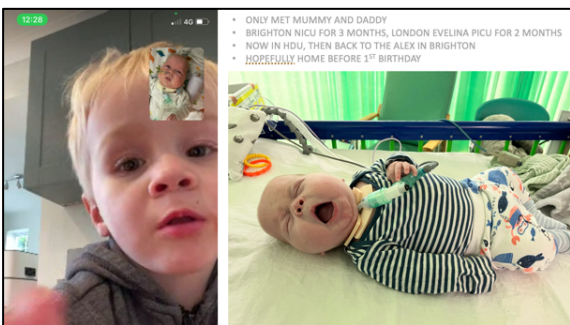 12:28
4G
• ONLY MET MUMMY AND DADDY
• BRIGHTON NICU FOR 3 MONTHS, LONDON EVELINA PICU FOR 2 MONTHS
• NOW IN HDU, THEN BACK TO THE ALEX IN BRIGHTON
• HOPEFULLY HOME BEFORE 1ST BIRTHDAY